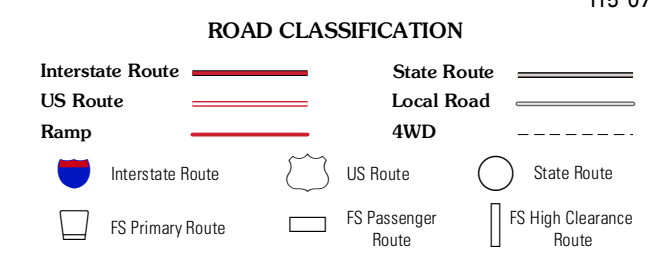 ROAD CLASSIFICATION
Interstate Route
State Route
US Route
Local Road
Ramp
4WD
Interstate Route
US Route
State Route
FS Primary Route
FS Passenger
Route
FS High Clearance
Route